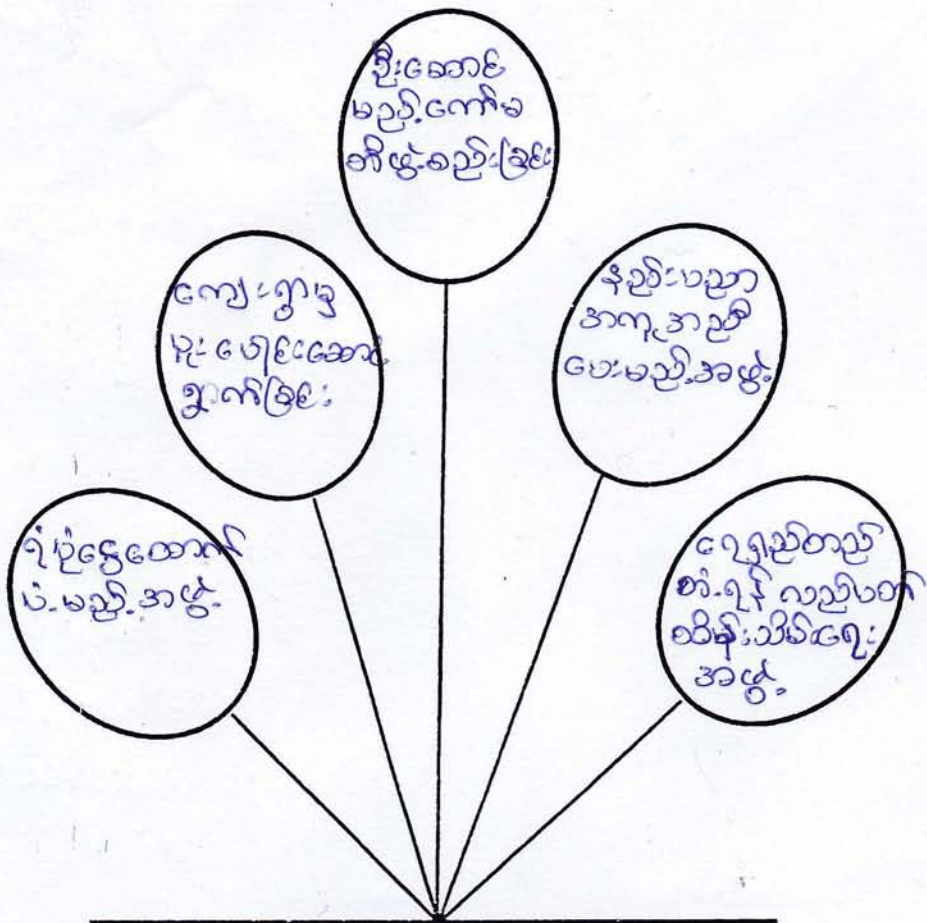 ဦးဆောင်
မည့်ကော်မ
တီဖွဲ့စည်းခြင်း
ကျေးရွာမှ
ပူးပေါင်းဆောင်
ရွက်ခြင်း
နည်းပညာ
အကူအညီ
ပေးမည့်အဖွဲ့
ရံပုံငွေထောက်
ပံ့မည့်အဖွဲ့
ရေရှည်တည်
တံ့ရန် လည်ပတ်
ထိန်းသိမ်းရေး
အဖွဲ့